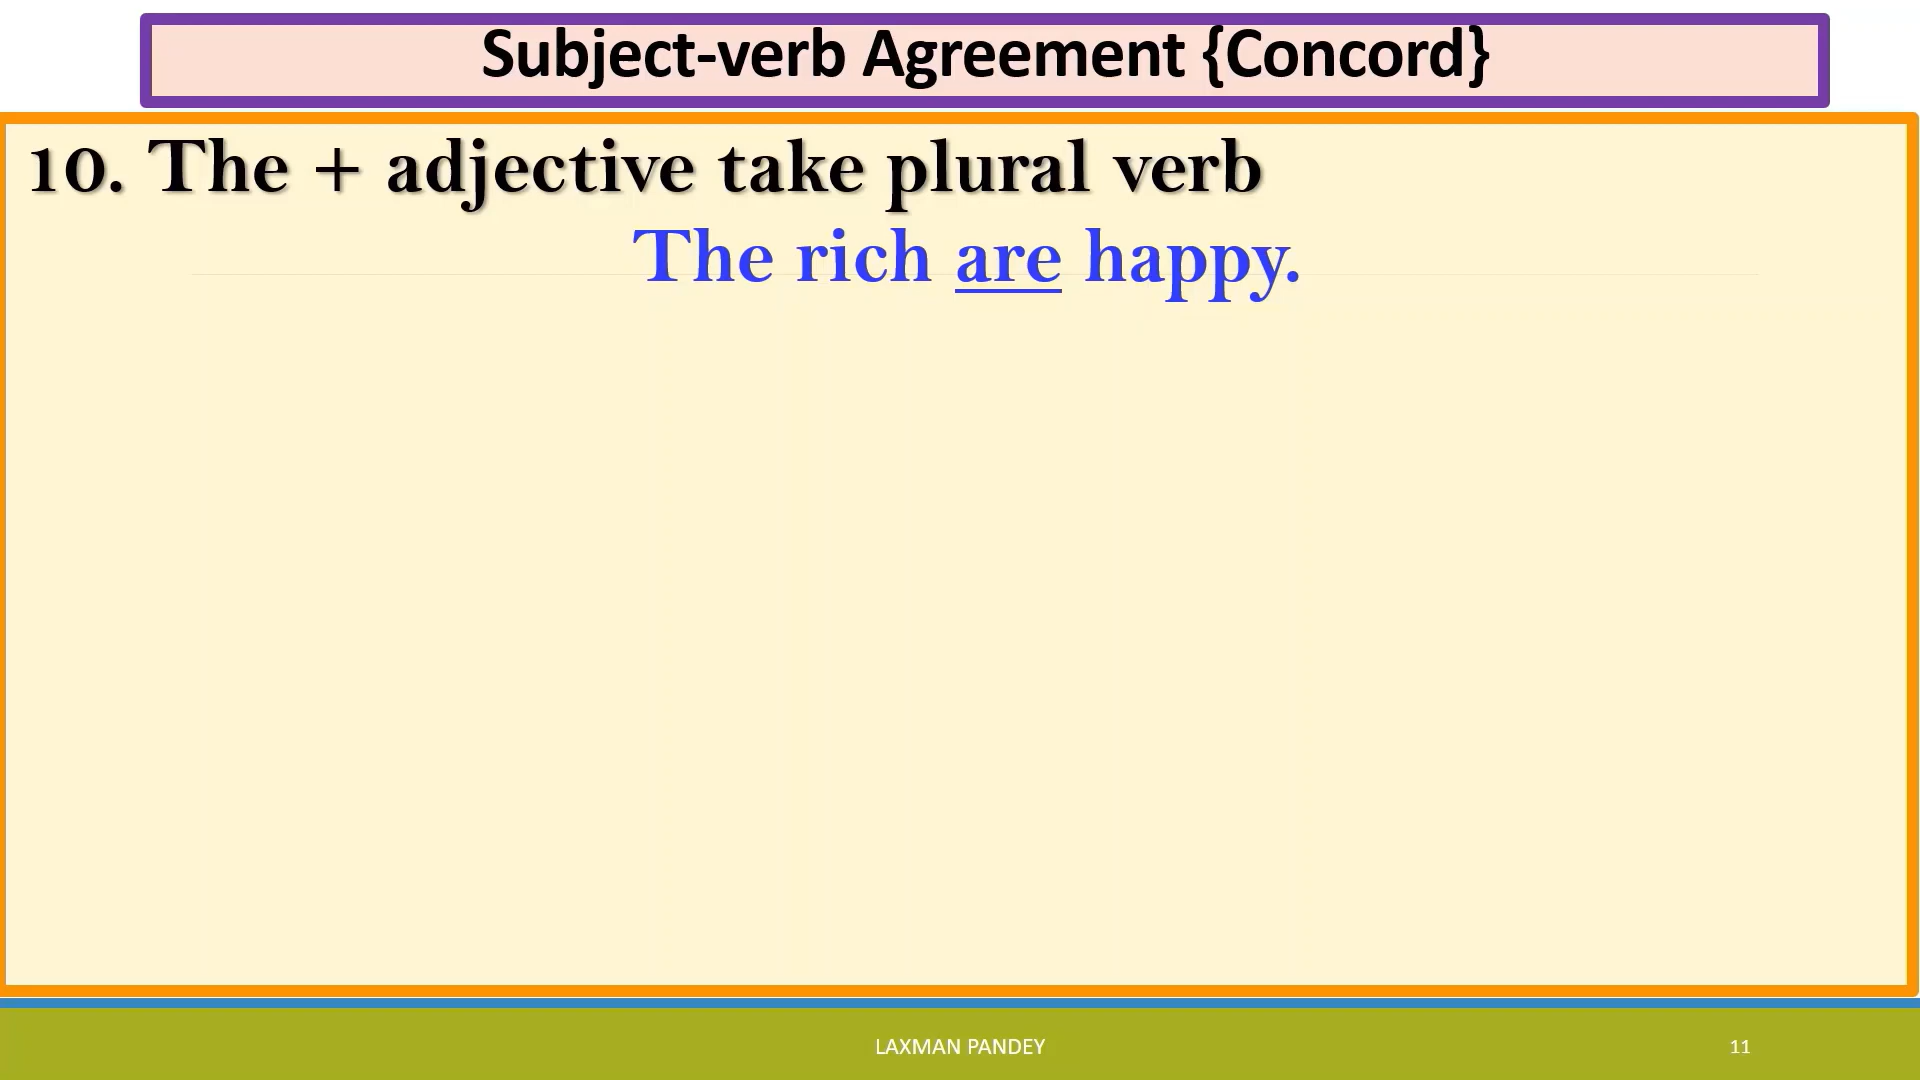 Subject-verb Agreement {Concord}
10. The + adjective take plural verb
The rich are happy.
LAXMAN PANDEY
11